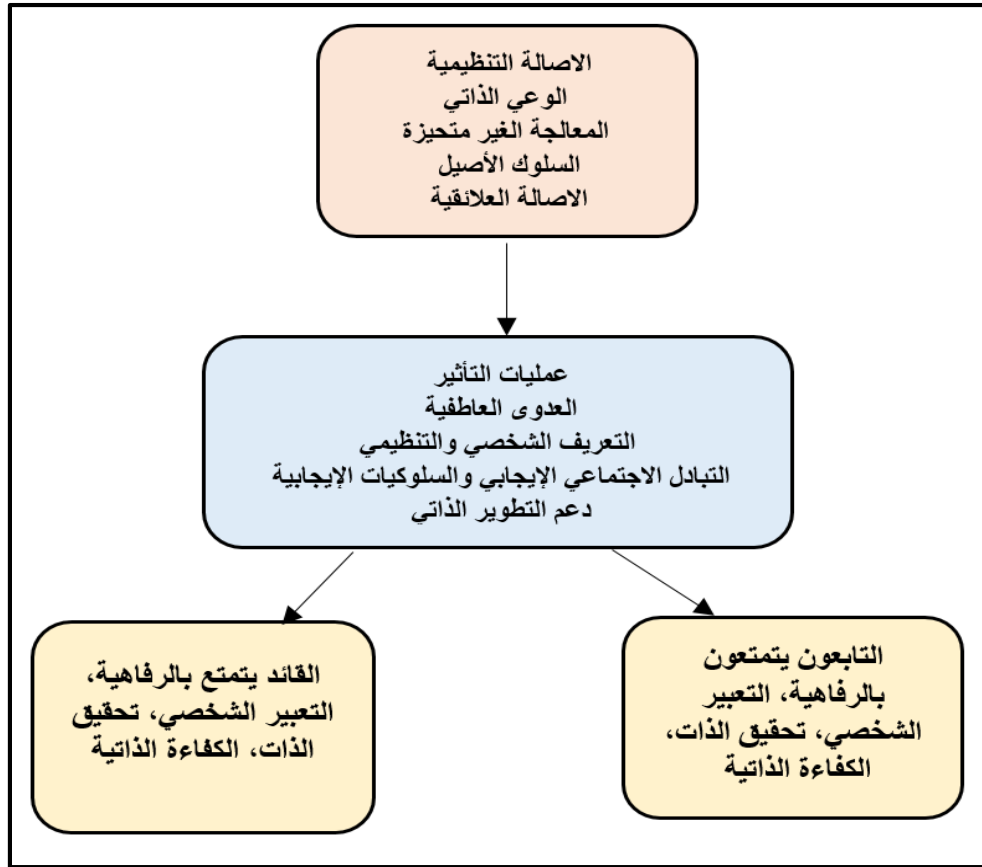 الاصالة التنظيمية
الوعي الذاتي
المعالجة الغير متحيزة
السلوك الأصيل
الاصالة العلائقية
عمليات التأثير
العدوى العاطفية
التعريف الشخصي والتنظيمي
التبادل الاجتماعي الإيجابي والسلوكيات الإيجابية
دعم التطوير الذاتي
التابعون يتمتعون
بالرفاهية، التعبير
الشخصي، تحقيق الذات،
الكفاءة الذاتية
القائد يتمتع بالرفاهية،
التعبير الشخصي، تحقيق
الذات، الكفاءة الذاتية